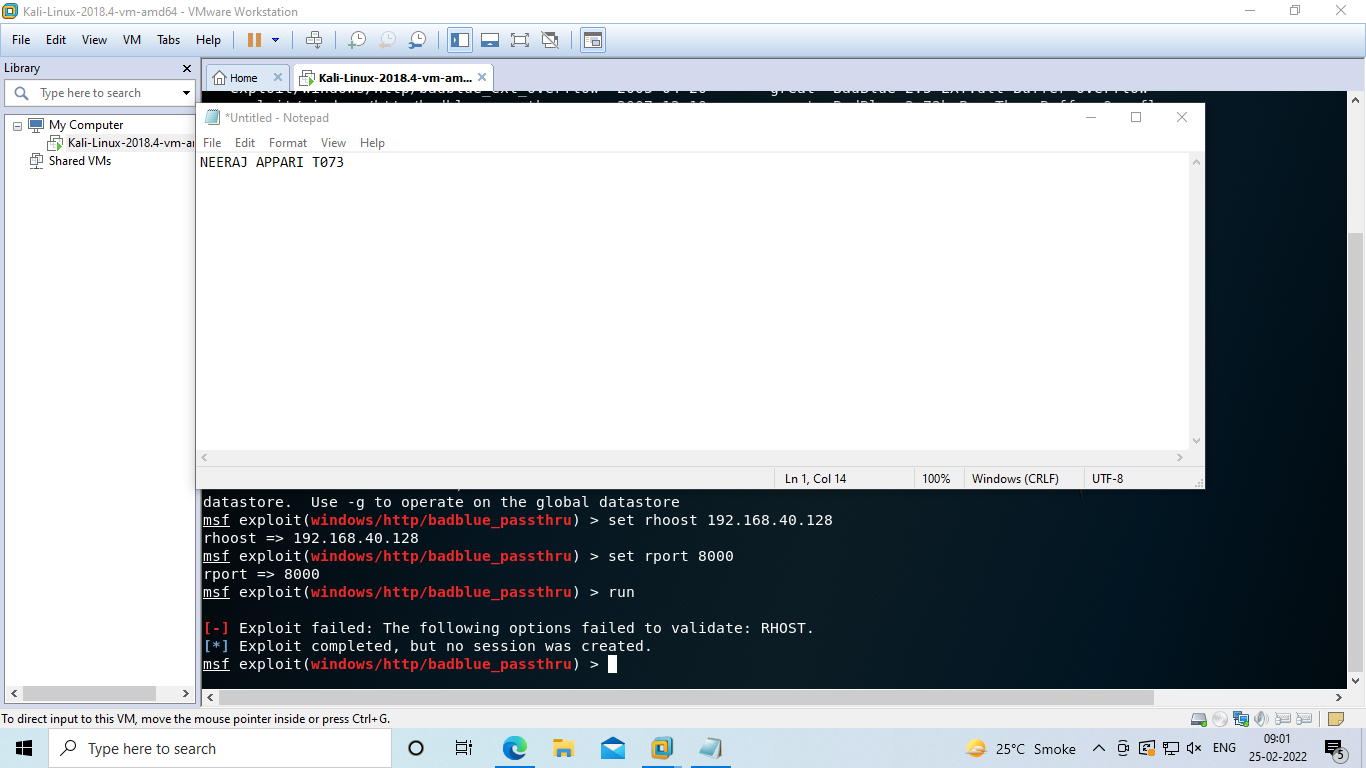 Kali-Linux-2018.4-vm-amd64 - VMware Workstation
File Edit View VM Tabs Help
Library
Home
Kali-Linux-2018.4-vm-am...
Type here to search
My Computer
Kali-Linux-2018.4-vm-ar
Shared VMs
*Untitled - Notepad
File Edit Format View Help
NEERAJ APPARI T073
Ln 1, Col 14 100% Windows (CRLF) UTF-8
datastore. Use -g to operate on the global datastore
msf exploit(windows/http/badblue_passthru) > set rhoost 192.168.40.128
rhoost => 192.168.40.128
msf exploit(windows/http/badblue_passthru) > set rport 8000
rport => 8000
msf exploit(windows/http/badblue_passthru) > run
[-] Exploit failed: The following options failed to validate: RHOST.
[*] Exploit completed, but no session was created.
msf exploit(windows/http/badblue_passthru) >
To direct input to this VM, move the mouse pointer inside or press Ctrl+G.
Type here to search
25°C Smoke
ENG
09:01
25-02-2022
5